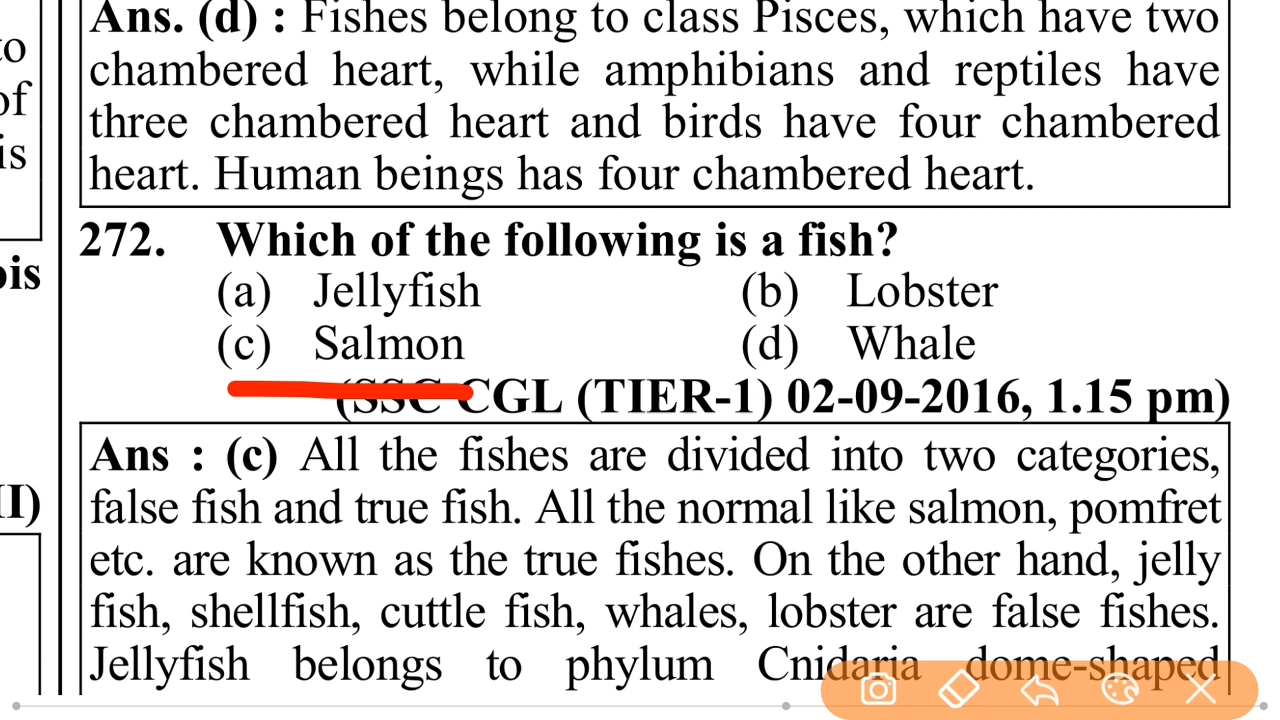 to
of
is
ois
II)
Ans. (d) : Fishes belong to class Pisces, which have two
chambered heart, while amphibians and reptiles have
three chambered heart and birds have four chambered
heart. Human beings has four chambered heart.
272. Which of the following is a fish?
(a) Jellyfish (b) Lobster
(c) Salmon (d) Whale
(SSC CGL (TIER-1) 02-09-2016, 1.15 pm)
Ans : (c) All the fishes are divided into two categories,
false fish and true fish. All the normal like salmon, pomfret
etc. are known as the true fishes. On the other hand, jelly
fish, shellfish, cuttle fish, whales, lobster are false fishes.
Jellyfish belongs to phylum Cnidaria dome-shaped